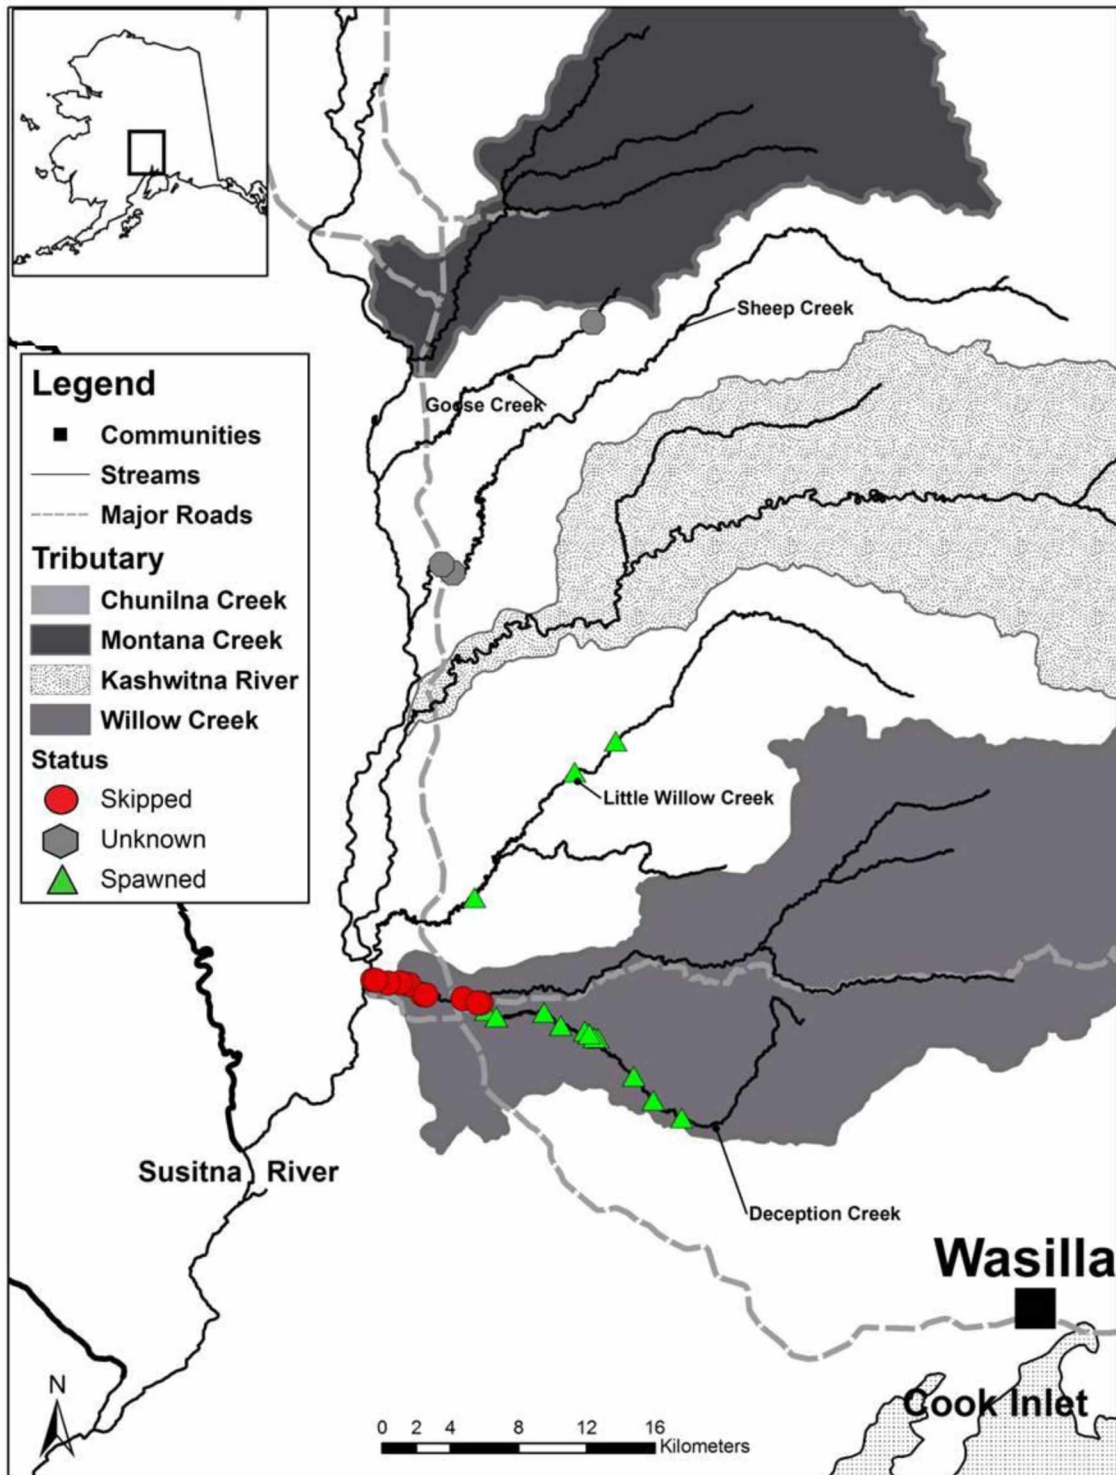 Sheep Creek
Goose Creek
Legend
Communities
Streams
Major Roads
Tributary
Chunilna Creek
Montana Creek
Kashwitna River
Willow Creek
Status
Skipped
Unknown
Spawned
Little Willow Creek
Susitna River
Deception Creek
Wasilla
Cook Inlet
N
0 2 4 8 12 16
Kilometers